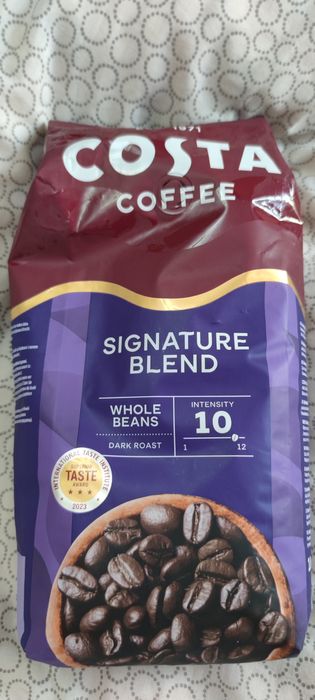 1971
COSTA
COFFEE
SIGNATURE
BLEND
WHOLE
BEANS
DARK ROAST
INTENSITY
10
1 12
INTERNATIONAL TASTE INSTITUTE
SUPERIOR
TASTE
AWARD
2023